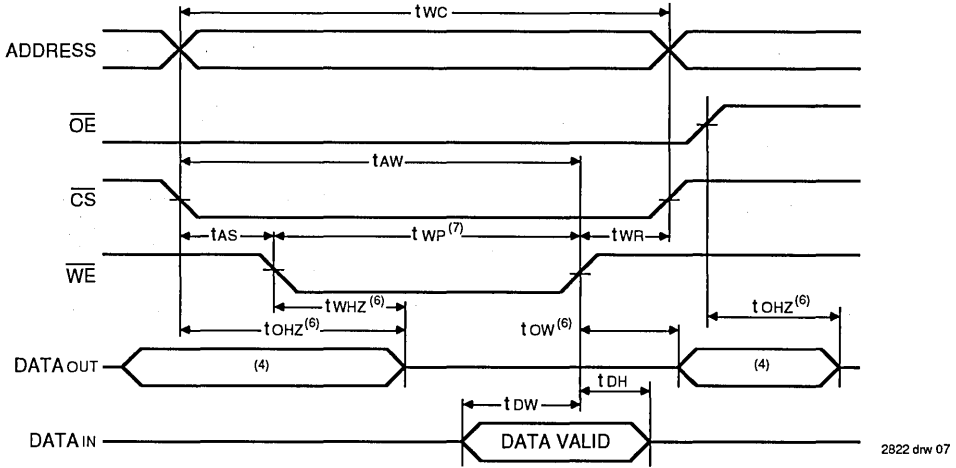 tWC
ADDRESS
OE
tAW
CS
tAS tWP(7) tWR
WE
tWHZ(6)
tOHZ(6) tOW(6) tOHZ(6)
DATAOUT (4) (4)
tDW tDH
DATAIN DATA VALID
2822 drw 07